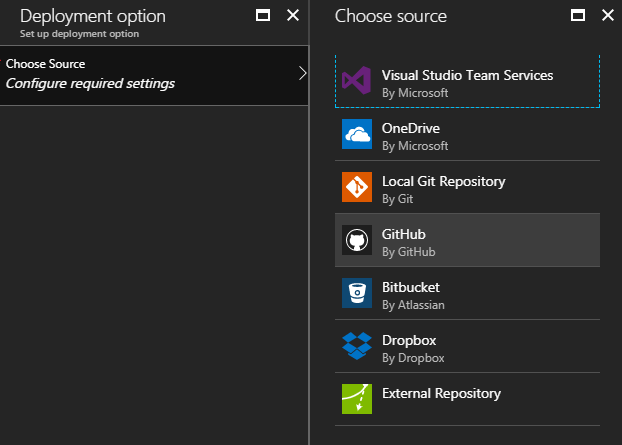 Deployment option
Set up deployment option
Choose Source
Configure required settings
Choose source
Visual Studio Team Services
By Microsoft
OneDrive
By Microsoft
Local Git Repository
By Git
GitHub
By GitHub
Bitbucket
By Atlassian
Dropbox
By Dropbox
External Repository